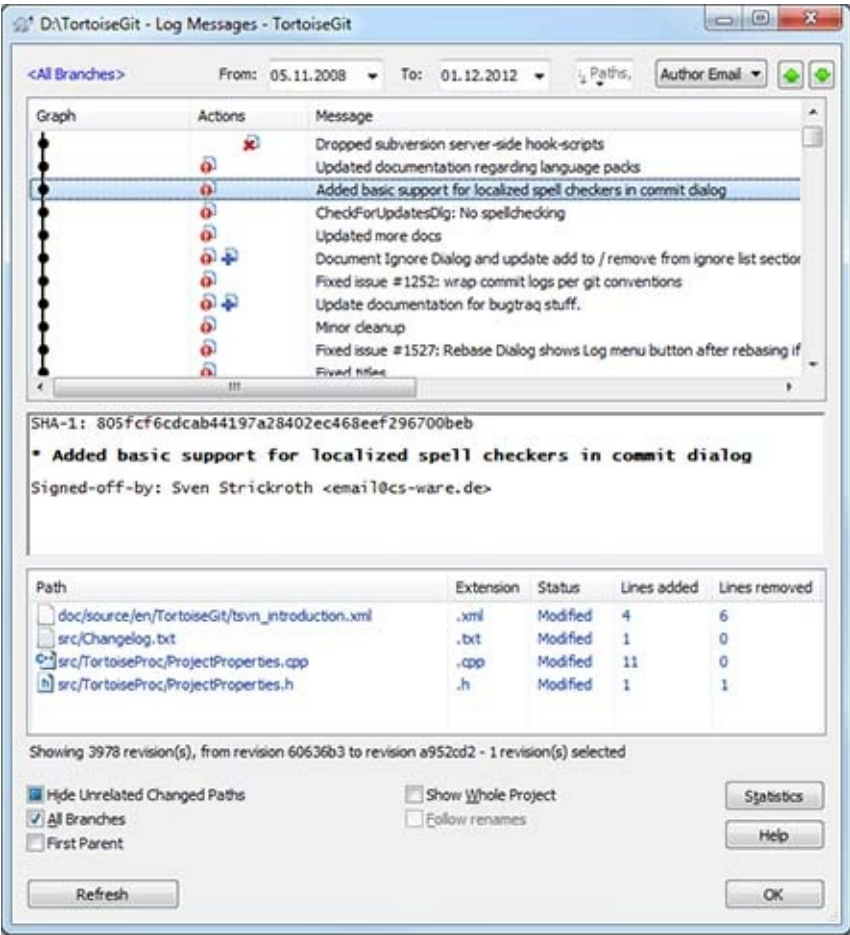 D:\TortoiseGit - Log Messages - TortoiseGit
<All Branches> From: 05.11.2008 To: 01.12.2012 Paths, Author Email
Graph Actions Message
Dropped subversion server-side hook-scripts
Updated documentation regarding language packs
Added basic support for localized spell checkers in commit dialog
CheckForUpdatesDlg: No spellchecking
Updated more docs
Document Ignore Dialog and update add to / remove from ignore list section
Fixed issue #1252: wrap commit logs per git conventions
Update documentation for bugtraq stuff.
Minor cleanup
Fixed issue #1527: Rebase Dialog shows Log menu button after rebasing if
Fixed titles
SHA-1: 805fcf6cdcab44197a28402ec468eef296700beb
* Added basic support for localized spell checkers in commit dialog
Signed-off-by: Sven Strickroth <email@cs-ware.de>
Path Extension Status Lines added Lines removed
doc/source/en/TortoiseGit/tsvn_introduction.xml .xml Modified 4 6
src/Changelog.txt .txt Modified 1 0
src/TortoiseProc/ProjectProperties.cpp .cpp Modified 11 0
src/TortoiseProc/ProjectProperties.h .h Modified 1 1
Showing 3978 revision(s), from revision 60636b3 to revision a952cd2 - 1 revision(s) selected
Hide Unrelated Changed Paths Show Whole Project Statistics
All Branches Follow renames
First Parent Help
Refresh OK